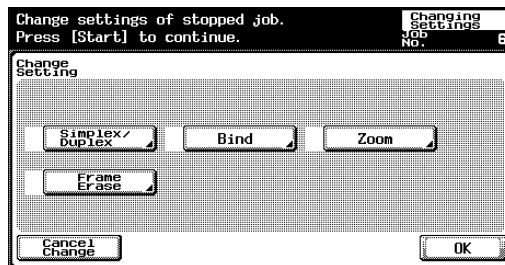 Change settings of stopped job.
Press [Start] to continue.
Changing
Settings
Job
No.
6
Change
Setting
Simplex/
Duplex
Bind
Zoom
Frame
Erase
Cancel
Change
OK